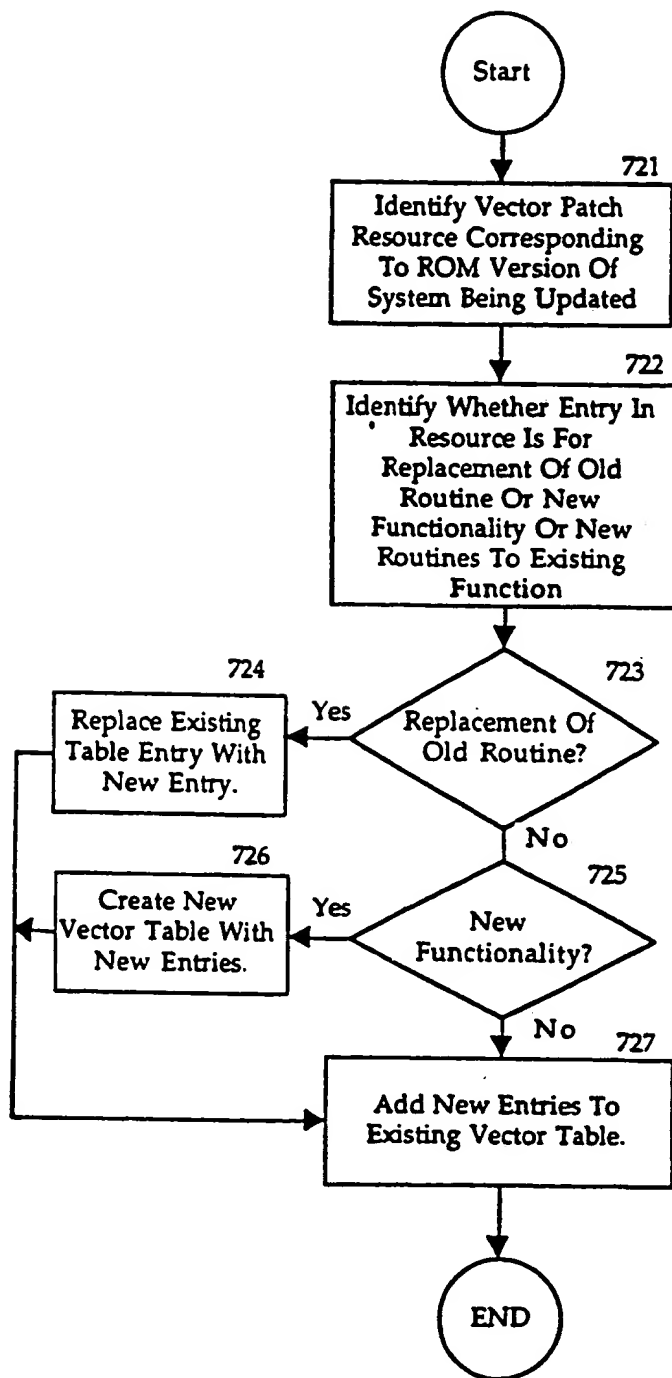 Start
721
Identify Vector Patch
Resource Corresponding
To ROM Version Of
System Being Updated
722
Identify Whether Entry In
Resource Is For
Replacement Of Old
Routine Or New
Functionality Or New
Routines To Existing
Function
723
Replacement Of
Old Routine?
Yes
724
Replace Existing
Table Entry With
New Entry.
No
725
New
Functionality?
Yes
726
Create New
Vector Table With
New Entries.
No
727
Add New Entries To
Existing Vector Table.
END